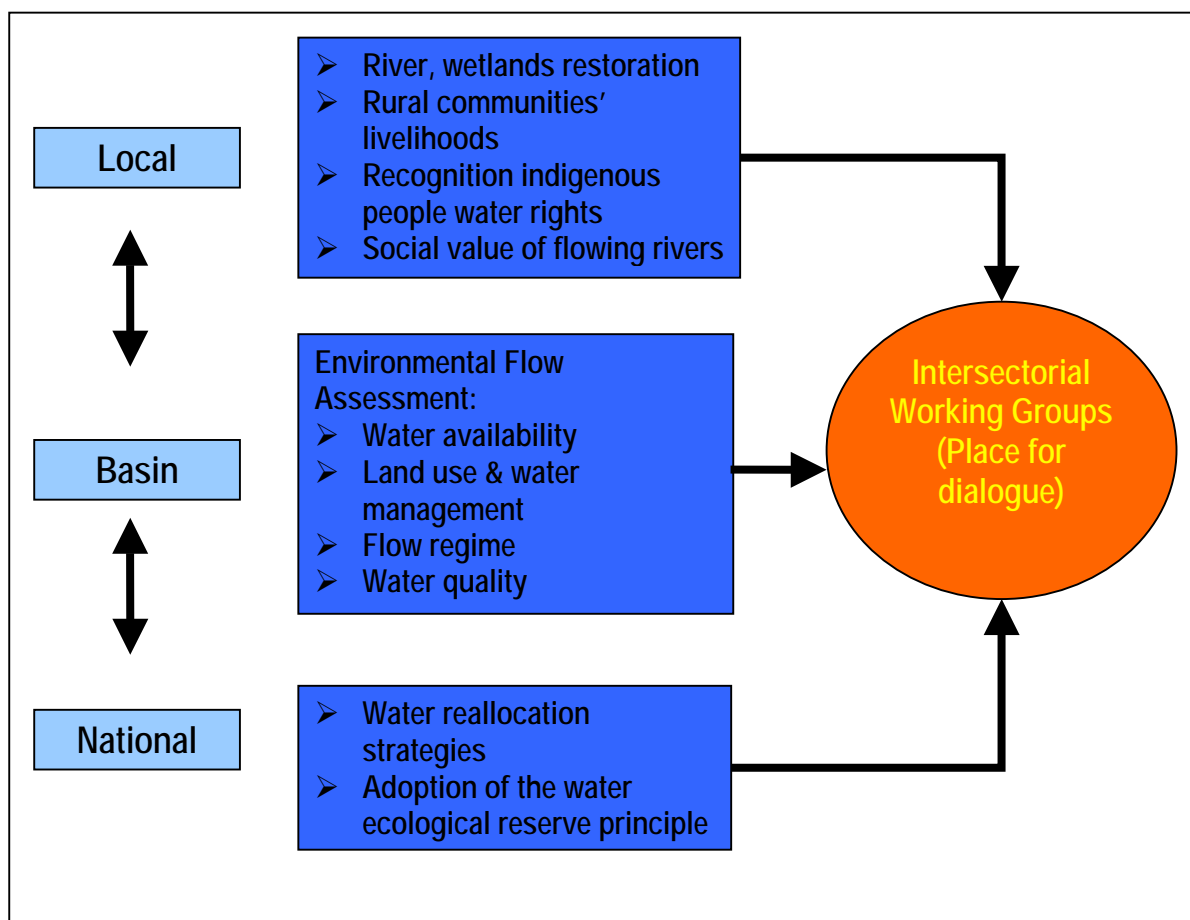 Local
➢ River, wetlands restoration
➢ Rural communities’
livelihoods
➢ Recognition indigenous
people water rights
➢ Social value of flowing rivers
Basin
Environmental Flow
Assessment:
➢ Water availability
➢ Land use & water
management
➢ Flow regime
➢ Water quality
National
➢ Water reallocation
strategies
➢ Adoption of the water
ecological reserve principle
Intersectorial
Working Groups
(Place for
dialogue)